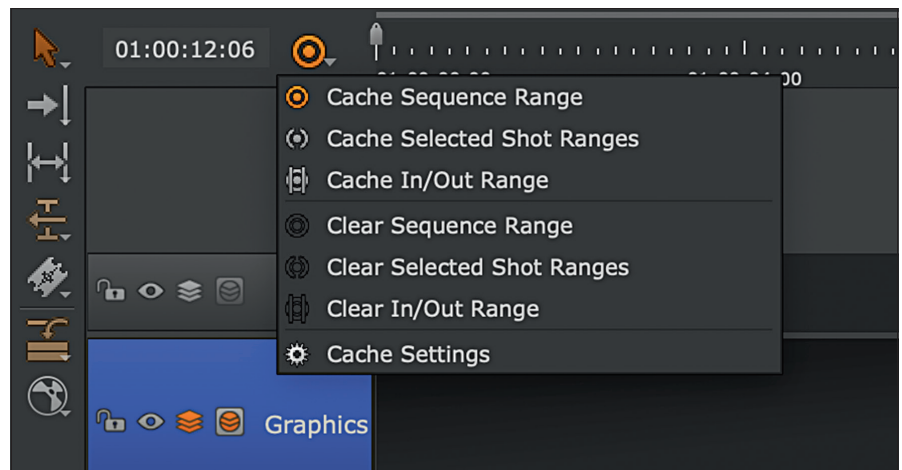 01:00:12:06
00
Cache Sequence Range
Cache Selected Shot Ranges
Cache In/Out Range
Clear Sequence Range
Clear Selected Shot Ranges
Clear In/Out Range
Cache Settings
Graphics